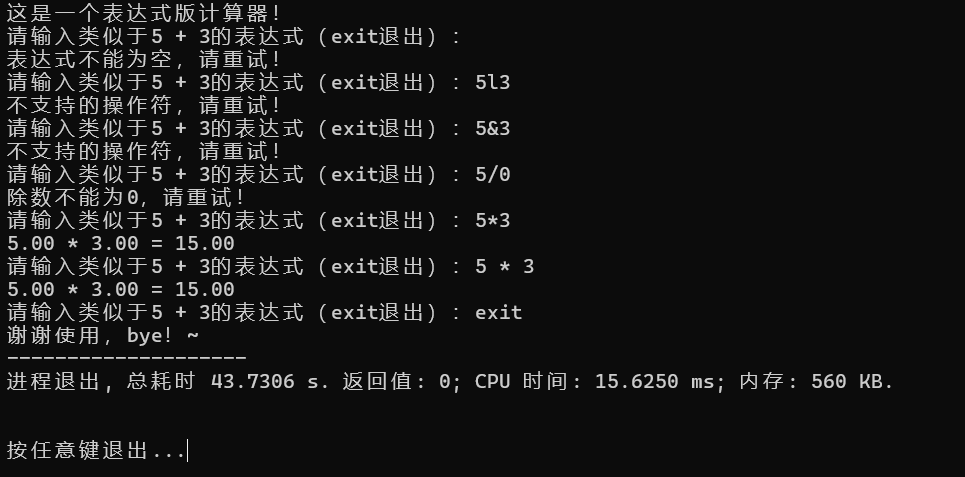 这是一个表达式版计算器!
请输入类似于5 + 3的表达式 (exit退出) :
表达式不能为空, 请重试!
请输入类似于5 + 3的表达式 (exit退出) : 5l3
不支持的操作符, 请重试!
请输入类似于5 + 3的表达式 (exit退出) : 5&3
不支持的操作符, 请重试!
请输入类似于5 + 3的表达式 (exit退出) : 5/0
除数不能为0, 请重试!
请输入类似于5 + 3的表达式 (exit退出) : 5*3
5.00 * 3.00 = 15.00
请输入类似于5 + 3的表达式 (exit退出) : 5 * 3
5.00 * 3.00 = 15.00
请输入类似于5 + 3的表达式 (exit退出) : exit
谢谢使用, bye! ~
--------------------
进程退出, 总耗时 43.7306 s. 返回值: 0; CPU 时间: 15.6250 ms; 内存: 560 KB.
按任意键退出...